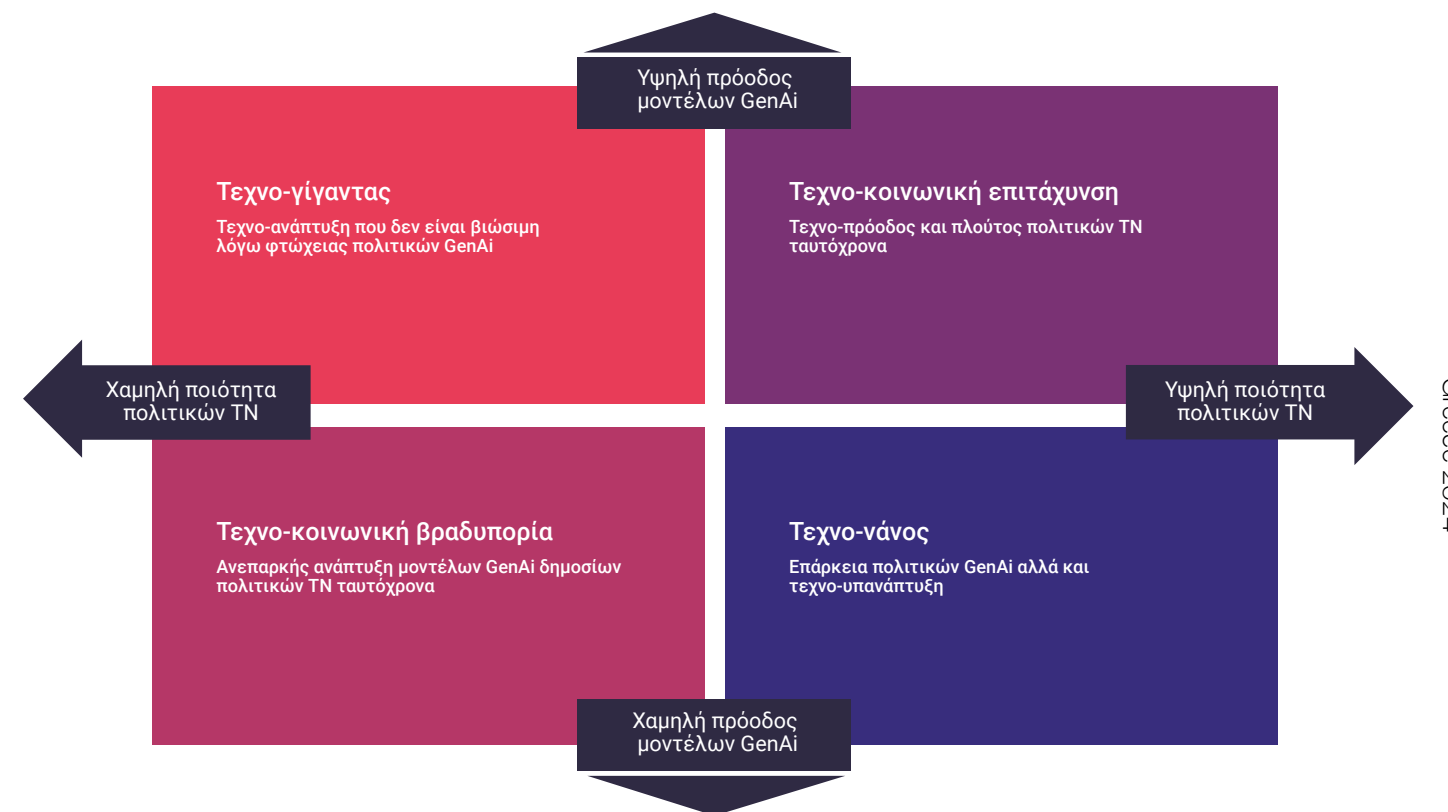 Υψηλή πρόοδος
μοντέλων GenAi
Τεχνο-γίγαντας
Τεχνο-ανάπτυξη που δεν είναι βιώσιμη
λόγω φτώχειας πολιτικών GenAi
Τεχνο-κοινωνική επιτάχυνση
Τεχνο-πρόοδος και πλούτος πολιτικών ΤΝ
ταυτόχρονα
Χαμηλή ποιότητα
πολιτικών ΤΝ
Υψηλή ποιότητα
πολιτικών ΤΝ
Τεχνο-κοινωνική βραδυπορία
Ανεπαρκής ανάπτυξη μοντέλων GenAi δημοσίων
πολιτικών ΤΝ ταυτόχρονα
Τεχνο-νάνος
Επάρκεια πολιτικών GenAi αλλά και
τεχνο-υπανάπτυξη
Χαμηλή πρόοδος
μοντέλων GenAi